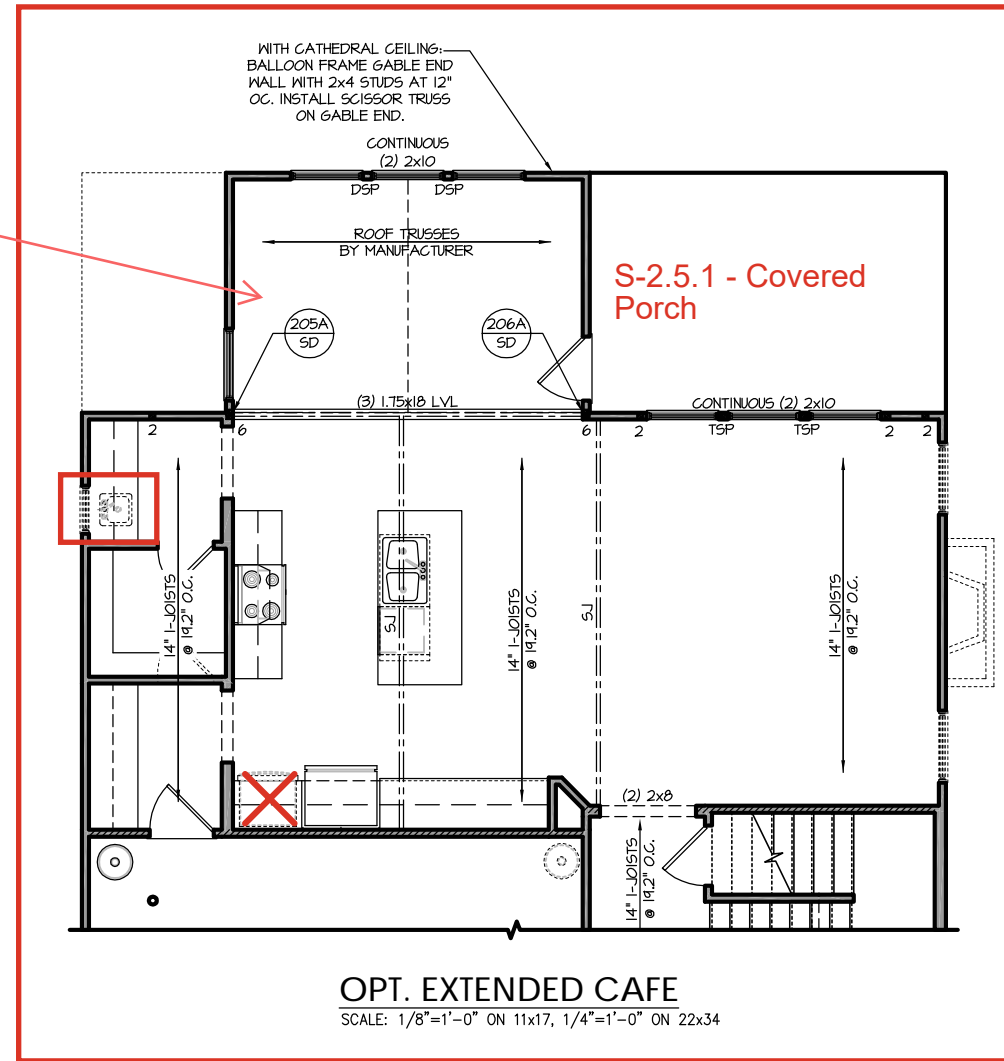 WITH CATHEDRAL CEILING:
BALLOON FRAME GABLE END
WALL WITH 2x4 STUDS AT 12"
OC. INSTALL SCISSOR TRUSS
ON GABLE END.
CONTINUOUS
(2) 2x10
DSP
DSP
ROOF TRUSSES
BY MANUFACTURER
S-2.5.1 - Covered
Porch
205A
SD
206A
SD
(3) 1.75x18 LVL
CONTINUOUS (2) 2x10
2
6
6
2
TSP
TSP
2
2
14" I-JOISTS
@ 19.2" O.C.
SJ
14" I-JOISTS
@ 19.2" O.C.
SJ
14" I-JOISTS
@ 19.2" O.C.
(2) 2x8
14" I-JOISTS
@ 19.2" O.C.
OPT. EXTENDED CAFE
SCALE: 1/8"=1'-0" ON 11x17, 1/4"=1'-0" ON 22x34